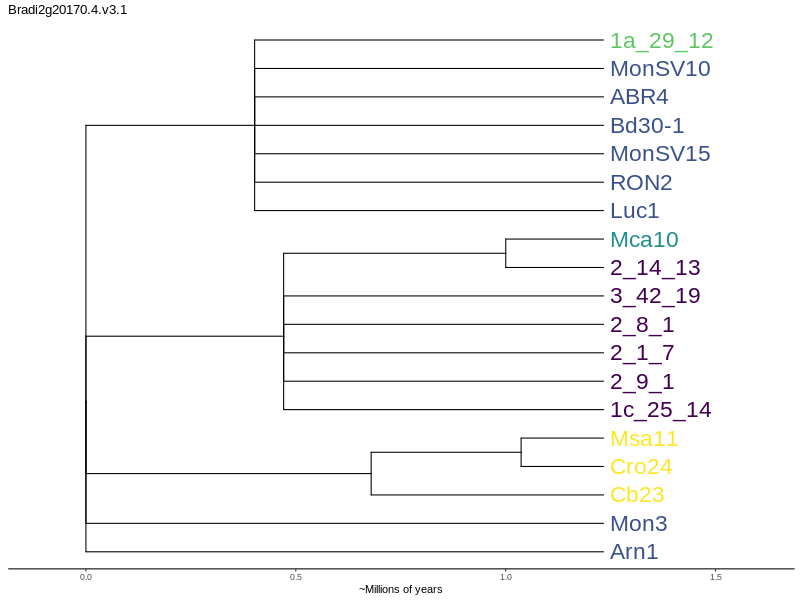 Bradi2g20170.4.v3.1
1a_29_12
MonSV10
ABR4
Bd30-1
MonSV15
RON2
Luc1
Mca10
2_14_13
3_42_19
2_8_1
2_1_7
2_9_1
1c_25_14
Msa11
Cro24
Cb23
Mon3
Arn1
0.0 0.5 1.0 1.5
~Millions of years